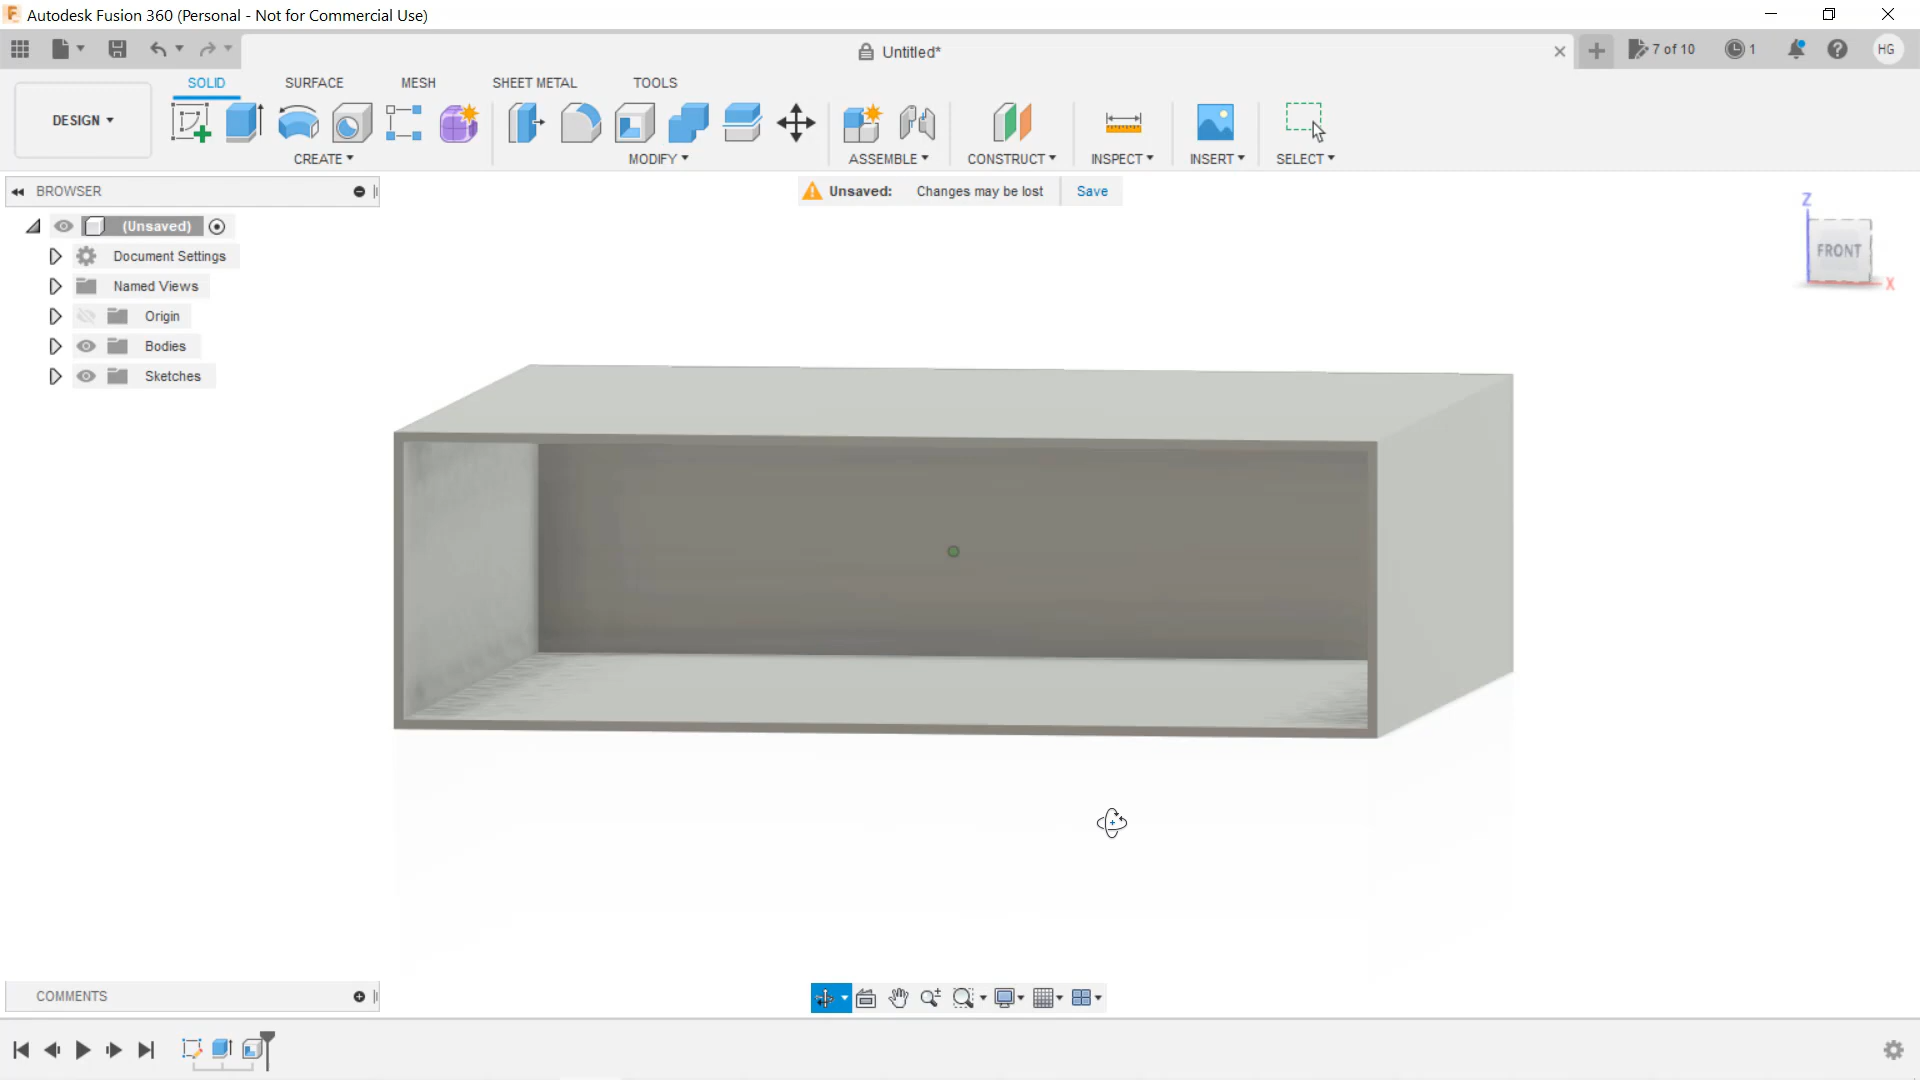 Autodesk Fusion 360 (Personal - Not for Commercial Use)
Untitled*
7 of 10
1
HG
SOLID
SURFACE
MESH
SHEET METAL
TOOLS
DESIGN
CREATE
MODIFY
ASSEMBLE
CONSTRUCT
INSPECT
INSERT
SELECT
BROWSER
Unsaved: Changes may be lost
Save
(Unsaved)
Document Settings
Named Views
Origin
Bodies
Sketches
Z
FRONT
X
COMMENTS